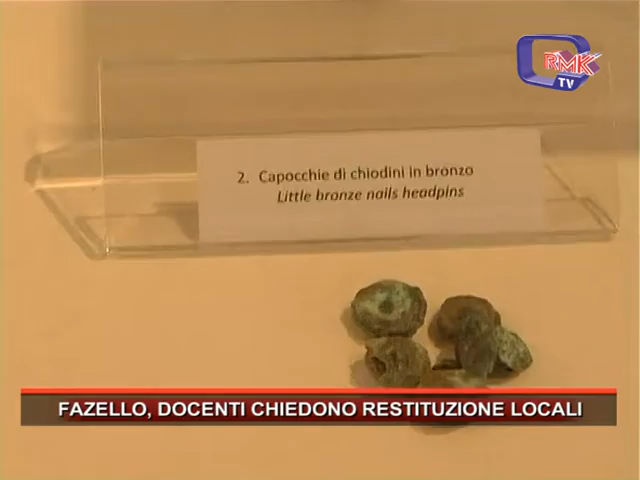 RMK
TV
2. Capocchie di chiodini in bronzo
Little bronze nails headpins
FAZELLO, DOCENTI CHIEDONO RESTITUZIONE LOCALI